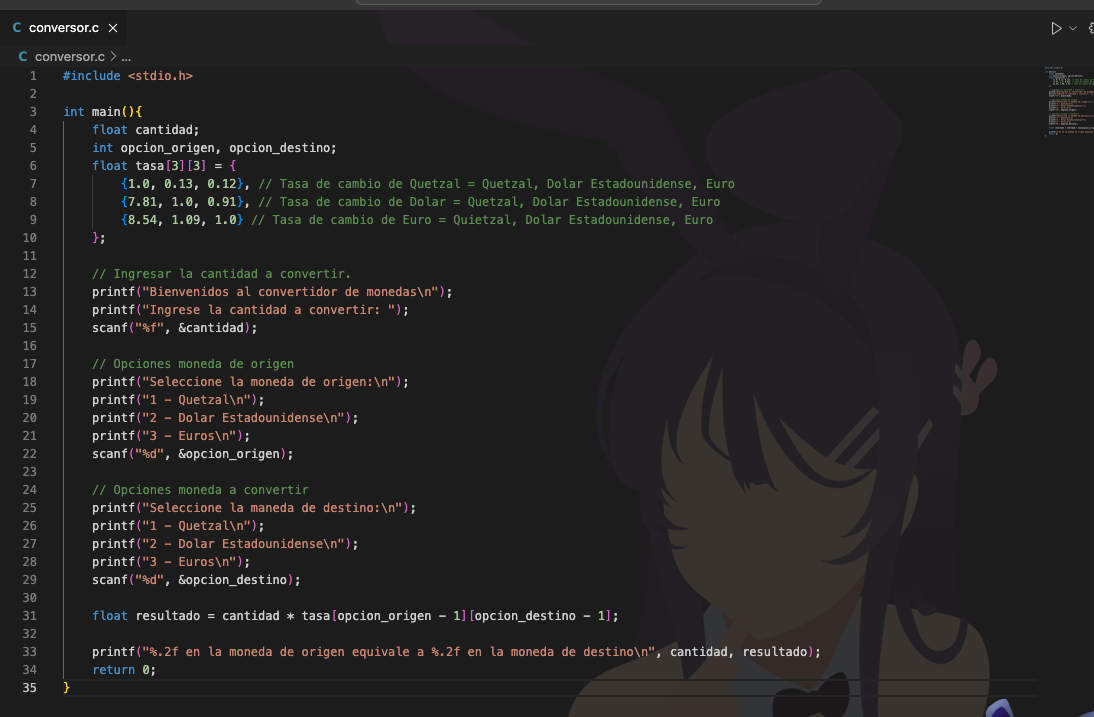 C conversor.c ×
C conversor.c > ...
1 #include <stdio.h>
2
3 int main(){
4     float cantidad;
5     int opcion_origen, opcion_destino;
6     float tasa[3][3] = {
7         {1.0, 0.13, 0.12}, // Tasa de cambio de Quetzal = Quetzal, Dolar Estadounidense, Euro
8         {7.81, 1.0, 0.91}, // Tasa de cambio de Dolar = Quetzal, Dolar Estadounidense, Euro
9         {8.54, 1.09, 1.0} // Tasa de cambio de Euro = Quietzal, Dolar Estadounidense, Euro
10     };
11
12     // Ingresar la cantidad a convertir.
13     printf("Bienvenidos al convertidor de monedas\n");
14     printf("Ingrese la cantidad a convertir: ");
15     scanf("%f", &cantidad);
16
17     // Opciones moneda de origen
18     printf("Seleccione la moneda de origen:\n");
19     printf("1 - Quetzal\n");
20     printf("2 - Dolar Estadounidense\n");
21     printf("3 - Euros\n");
22     scanf("%d", &opcion_origen);
23
24     // Opciones moneda a convertir
25     printf("Seleccione la maneda de destino:\n");
26     printf("1 - Quetzal\n");
27     printf("2 - Dolar Estadounidense\n");
28     printf("3 - Euros\n");
29     scanf("%d", &opcion_destino);
30
31     float resultado = cantidad * tasa[opcion_origen - 1][opcion_destino - 1];
32
33     printf("%.2f en la moneda de origen equivale a %.2f en la moneda de destino\n", cantidad, resultado);
34     return 0;
35 }